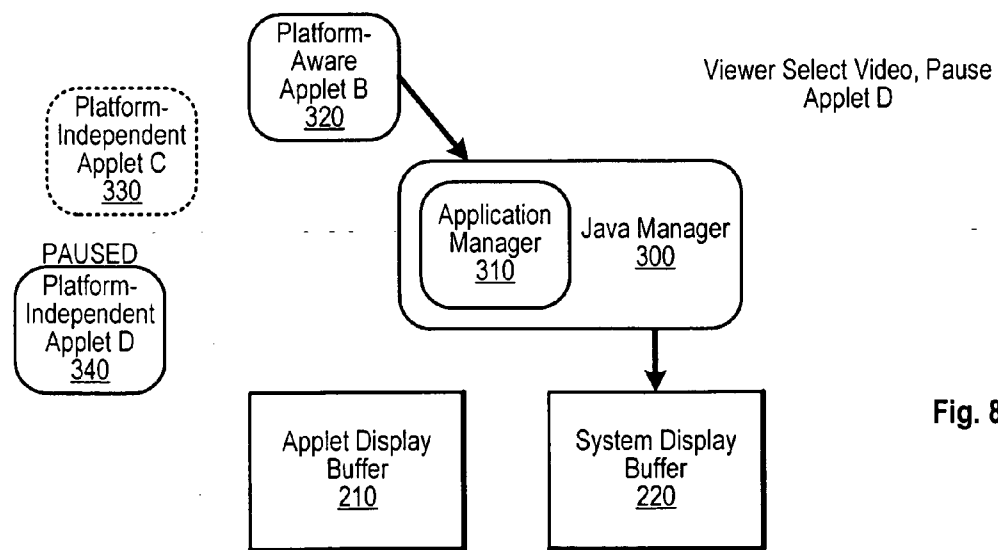 Platform-
Aware
Applet B
320
Viewer Select Video, Pause
Applet D
Platform-
Independent
Applet C
330
Application
Manager
310
Java Manager
300
PAUSED
Platform-
Independent
Applet D
340
Applet Display
Buffer
210
System Display
Buffer
220
Fig. 8